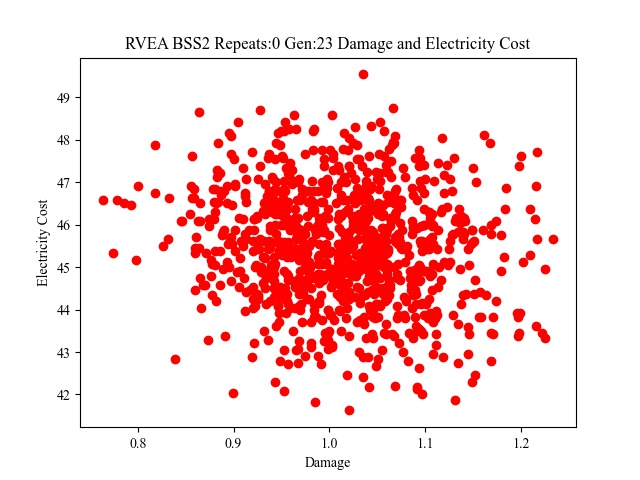 RVEA BSS2 Repeats:0 Gen:23 Damage and Electricity Cost
49
48
47
46
45
44
43
42
Electricity Cost
0.8 0.9 1.0 1.1 1.2
Damage